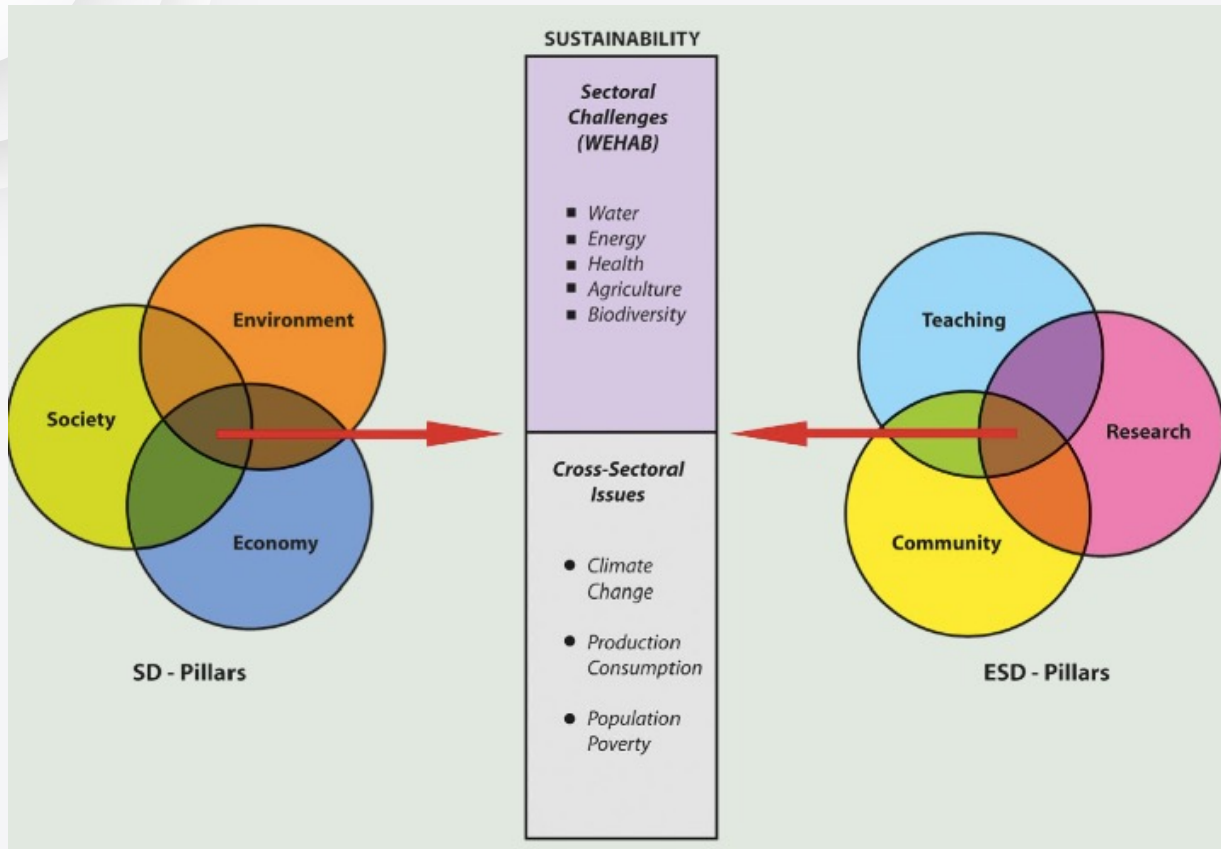 SUSTAINABILITY
Sectoral
Challenges
(WEHAB)
■ Water
■ Energy
■ Health
■ Agriculture
■ Biodiversity
Environment
Society
Economy
SD - Pillars
Cross-Sectoral
Issues
● Climate
Change
● Production
Consumption
● Population
Poverty
Teaching
Research
Community
ESD - Pillars